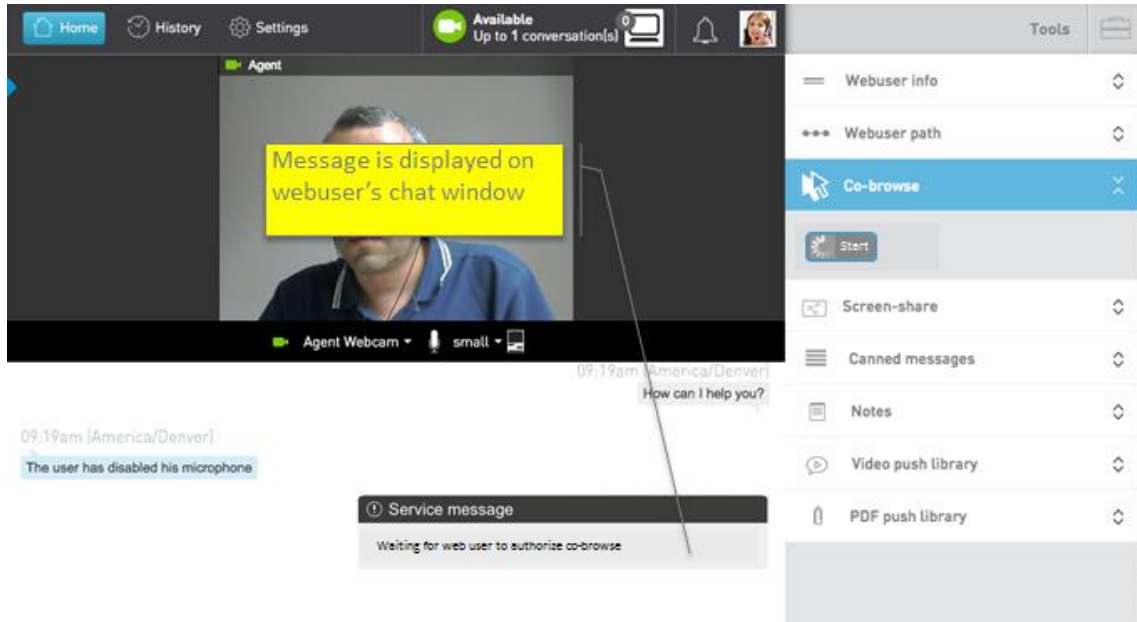 Home
History
Settings
Available
Up to 1 conversation(s)
0
Tools
Agent
Message is displayed on
webuser's chat window
Agent Webcam
small
09:19am (America/Denver)
How can I help you?
09:19am (America/Denver)
The user has disabled his microphone
Service message
Waiting for web user to authorize co-browse
Webuser info
Webuser path
Co-browse
Start
Screen-share
Canned messages
Notes
Video push library
PDF push library